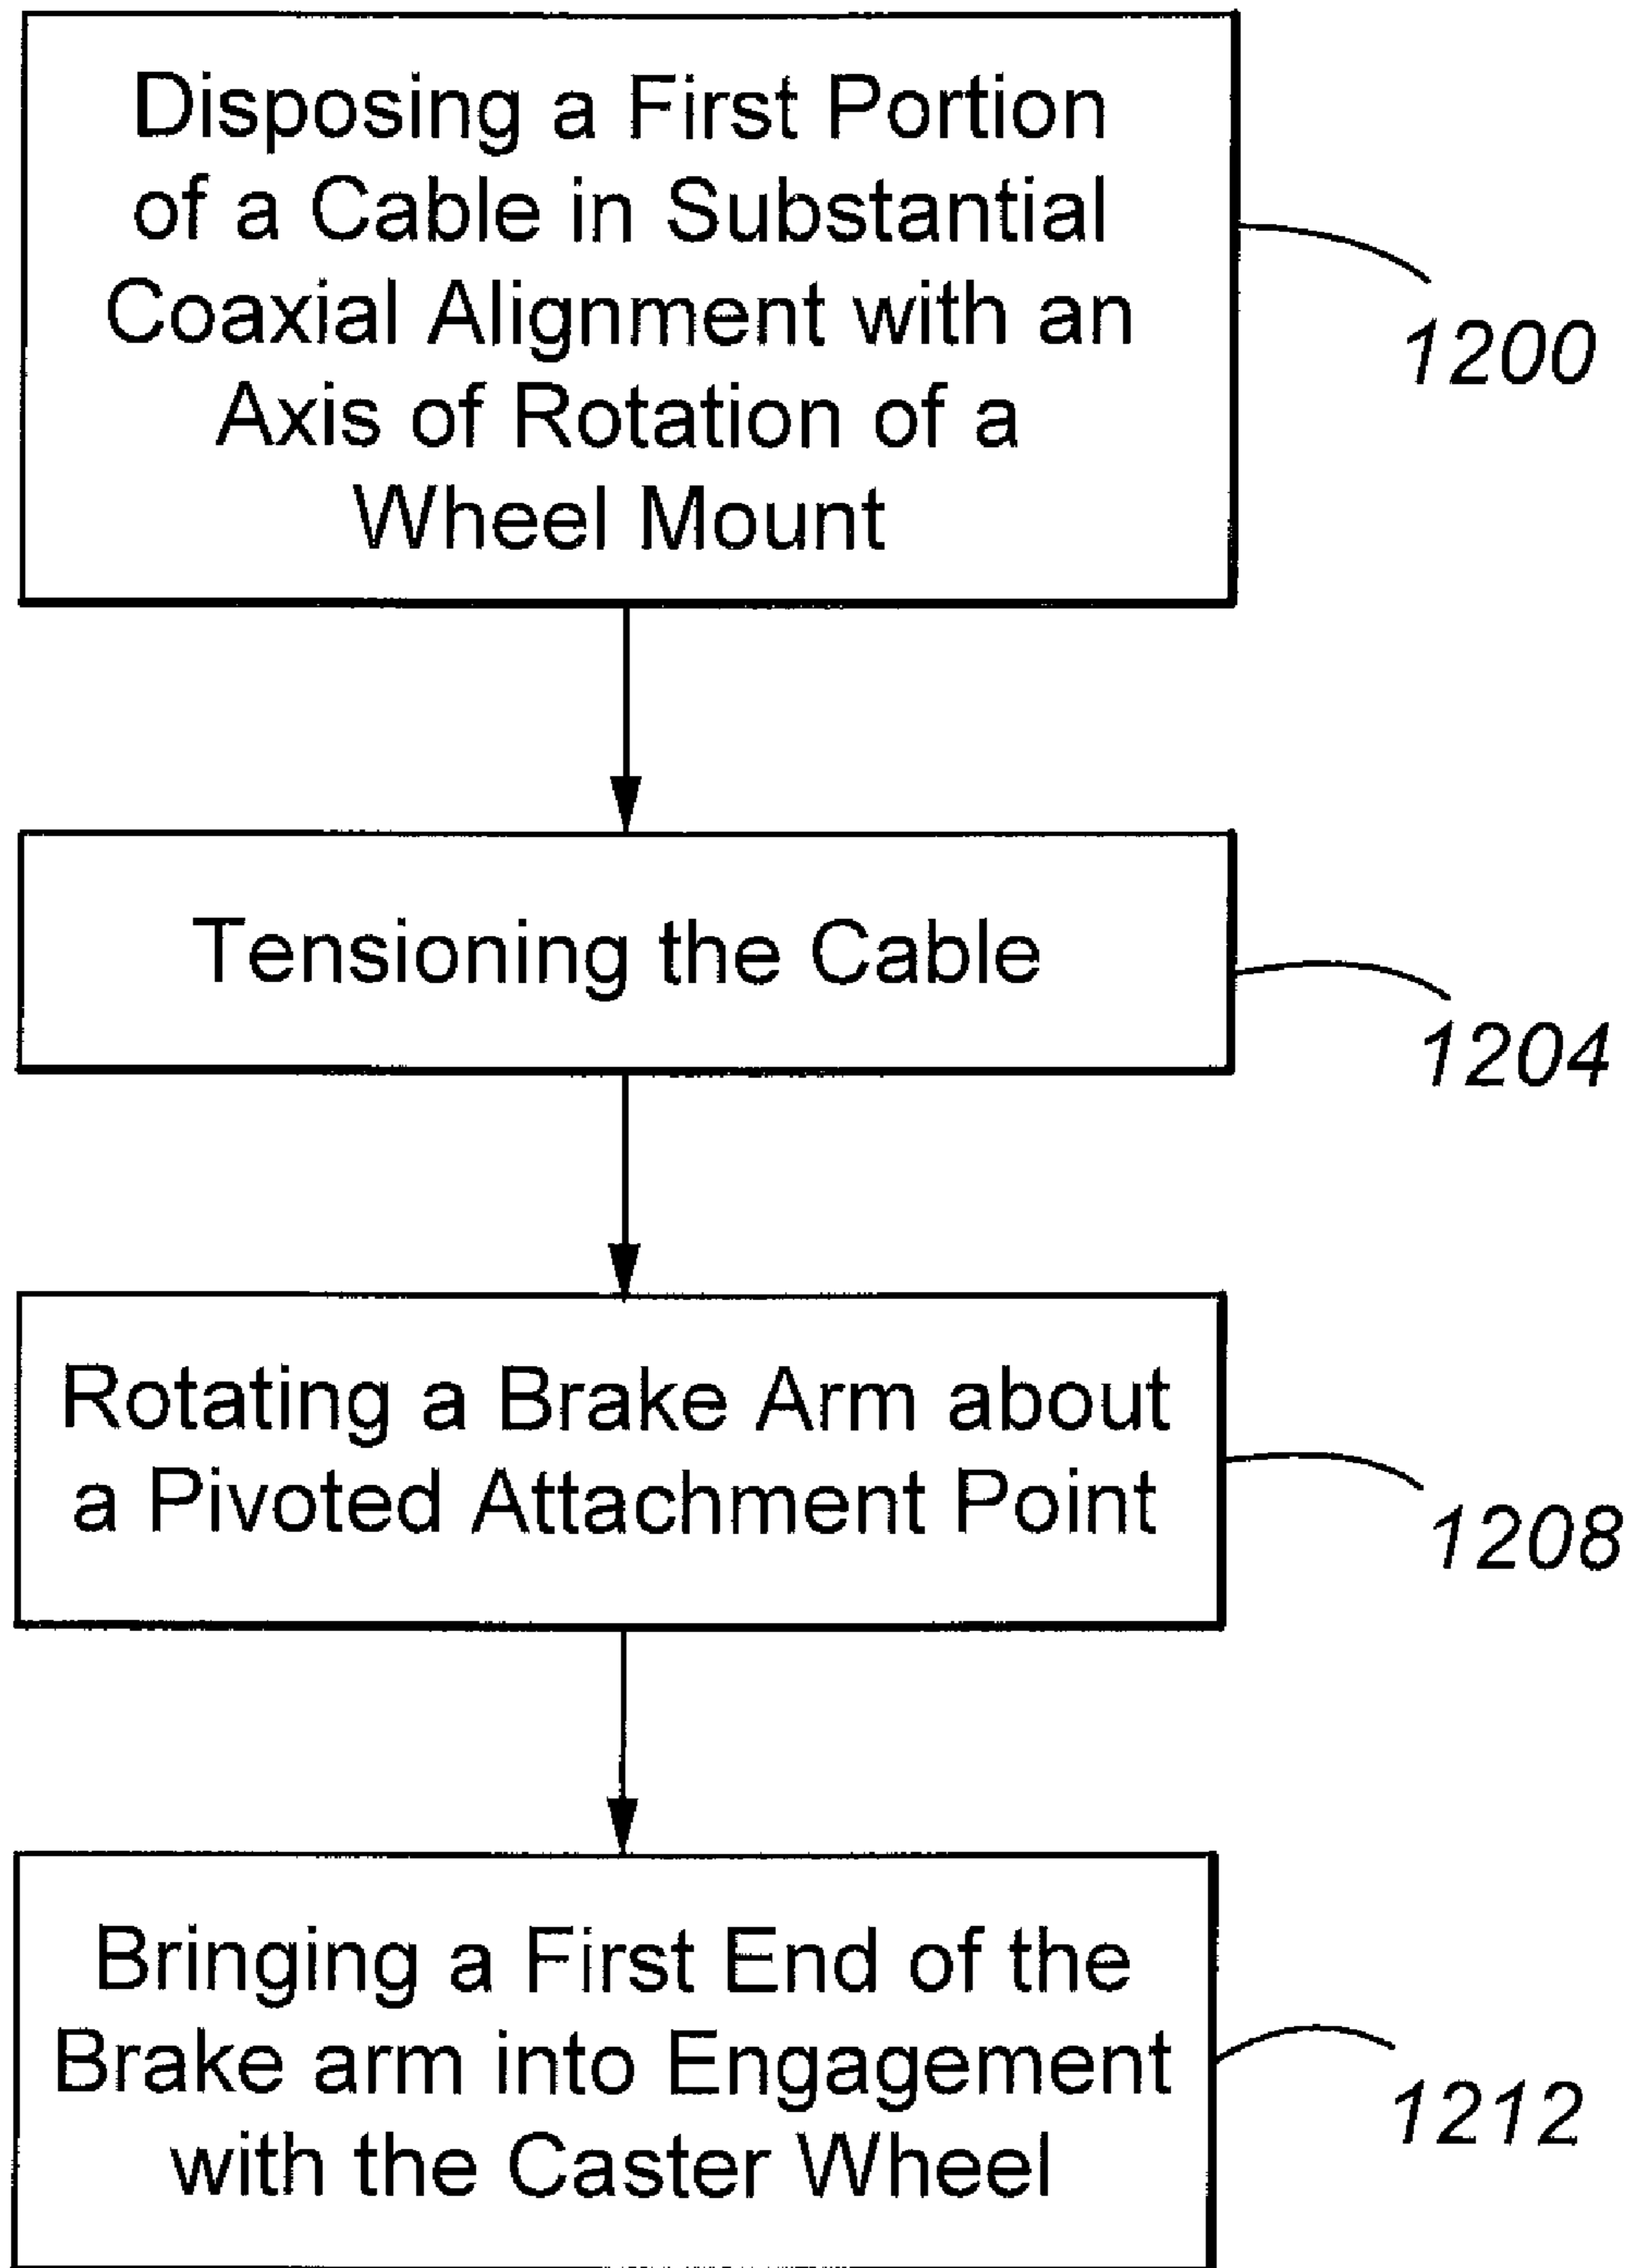 Disposing a First Portion
of a Cable in Substantial
Coaxial Alignment with an
Axis of Rotation of a
Wheel Mount
1200
Tensioning the Cable
1204
Rotating a Brake Arm about
a Pivoted Attachment Point
1208
Bringing a First End of the
Brake arm into Engagement
with the Caster Wheel
1212